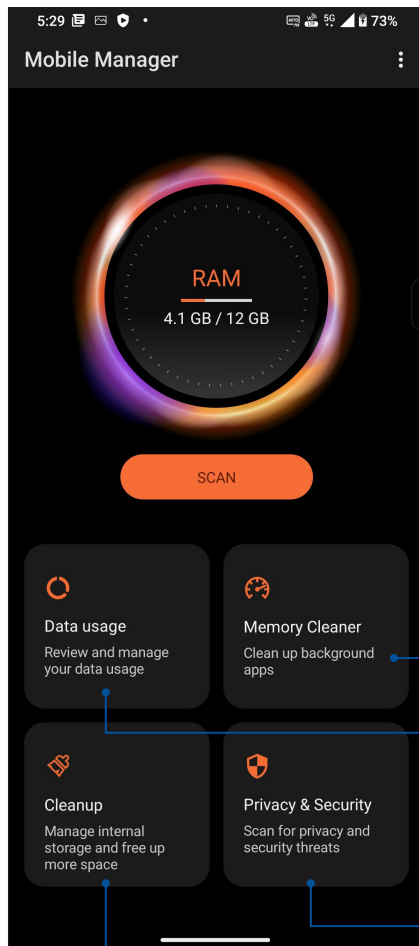 5:29
5G
73%
Mobile Manager
RAM
4.1 GB / 12 GB
SCAN
Data usage
Review and manage
your data usage
Memory Cleaner
Clean up background
apps
Cleanup
Manage internal
storage and free up
more space
Privacy & Security
Scan for privacy and
security threats